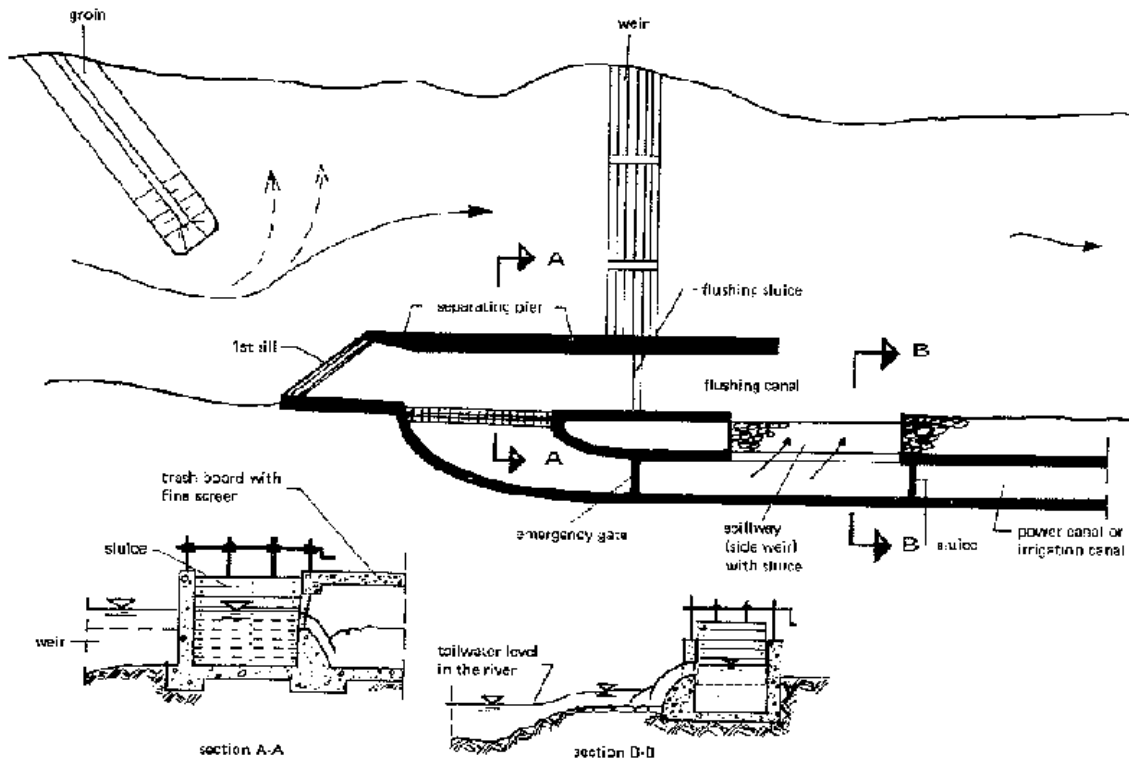 groin
weir
A
flushing sluice
separating pier
1st sill
B
flushing canal
A
trash board with
fine screen
emergency gate
spillway
(side weir)
with sluice
B
sluice
power canal or
irrigation canal
sluice
weir
tailwater level
in the river
section A-A
section B-B